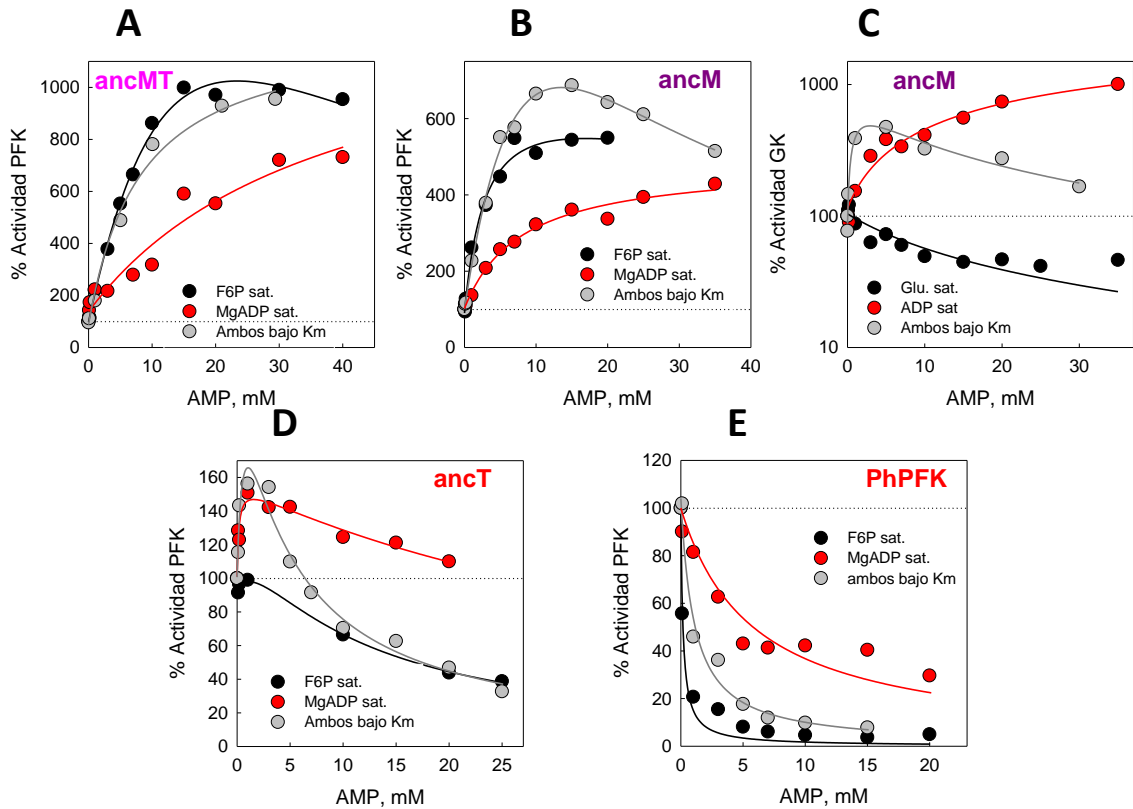 A
ancMT
% Actividad PFK
1000
800
600
400
200
0
F6P sat.
MgADP sat.
Ambos bajo Km
0 10 20 30 40
AMP, mM
B
ancM
% Actividad PFK
600
400
200
0
F6P sat.
MgADP sat.
Ambos bajo Km
0 10 20 30
AMP, mM
C
ancM
% Actividad GK
1000
100
10
Glu. sat.
ADP sat
Ambos bajo Km
0 10 20 30
AMP, mM
D
ancT
% Actividad PFK
160
140
120
100
80
60
40
20
0
F6P sat.
MgADP sat.
Ambos bajo Km
0 5 10 15 20 25
AMP, mM
E
PhPFK
% Actividad PFK
120
100
80
60
40
20
0
F6P sat.
MgADP sat.
ambos bajo Km
0 5 10 15 20
AMP, mM